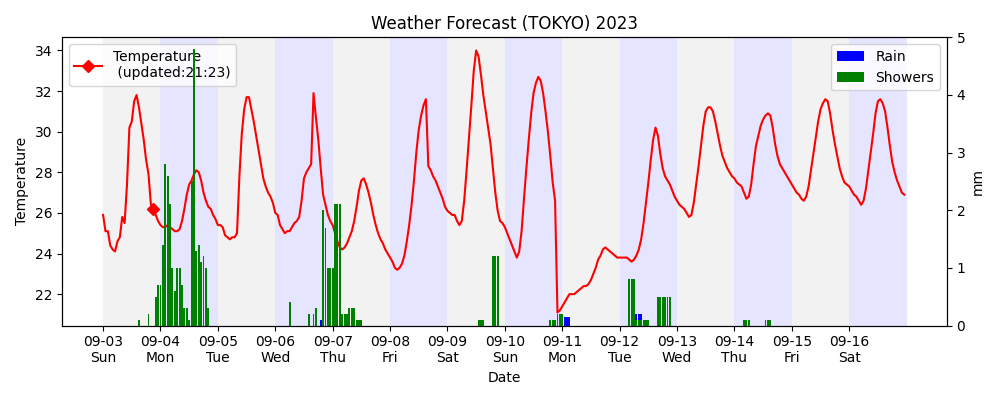 Weather Forecast (TOKYO) 2023
Temperature
(updated:21:23)
Rain
Showers
34
32
30
28
26
24
22
Temperature
5
4
3
2
1
0
mm
09-03 09-04 09-05 09-06 09-07 09-08 09-09 09-10 09-11 09-12 09-13 09-14 09-15 09-16
Sun Mon Tue Wed Thu Fri Sat Sun Mon Tue Wed Thu Fri Sat
Date